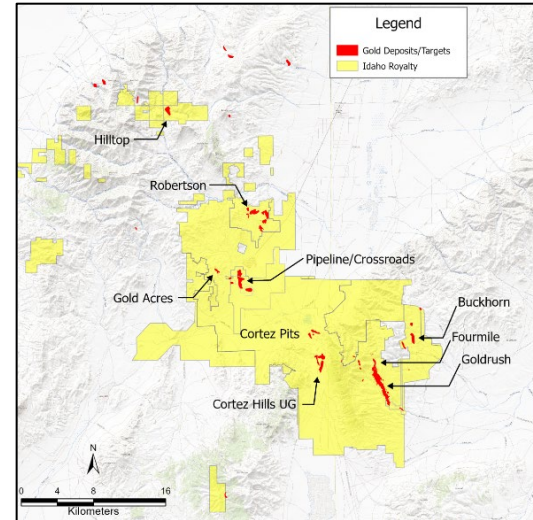 Legend
Gold Deposits/Targets
Idaho Royalty
Hilltop
Robertson
Pipeline/Crossroads
Gold Acres
Buckhorn
Cortez Pits
Fourmile
Goldrush
Cortez Hills UG
N
0 4 8 16
Kilometers